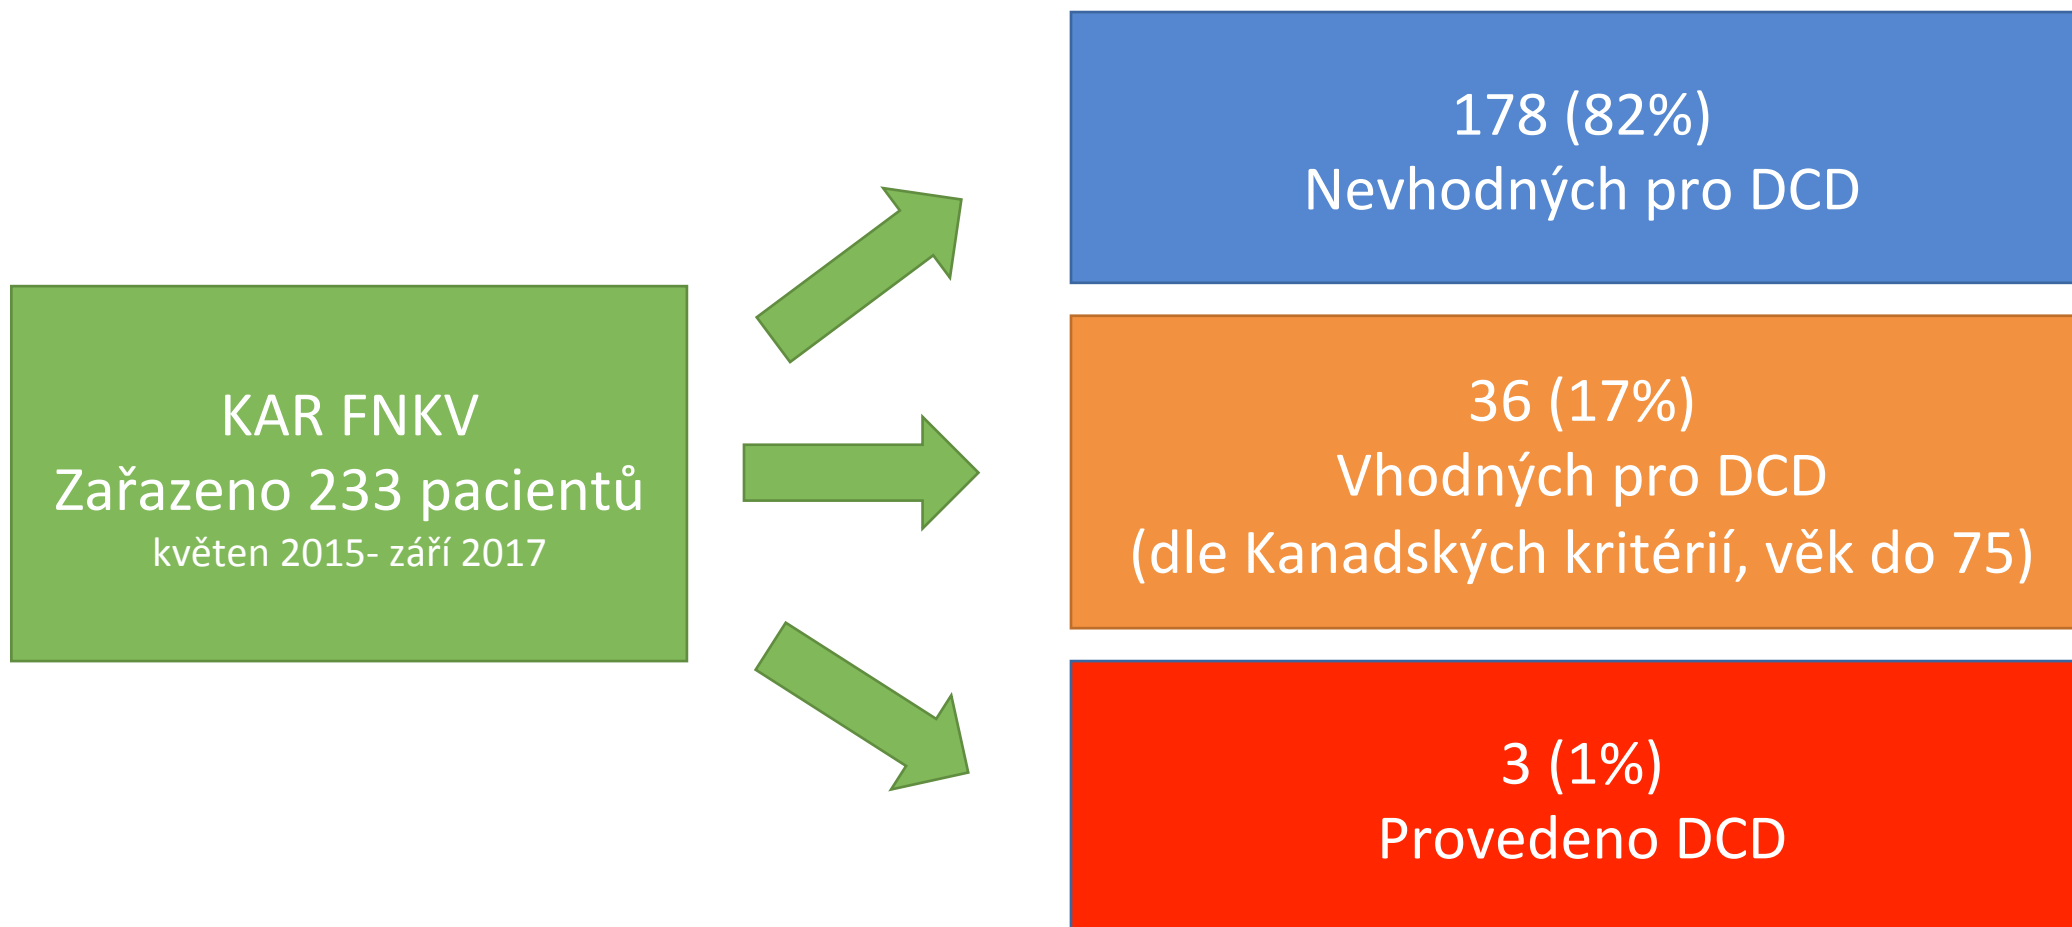 KAR FNKV
Zařazeno 233 pacientů
květen 2015- září 2017
178 (82%)
Nevhodných pro DCD
36 (17%)
Vhodných pro DCD
(dle Kanadských kritérií, věk do 75)
3 (1%)
Provedeno DCD